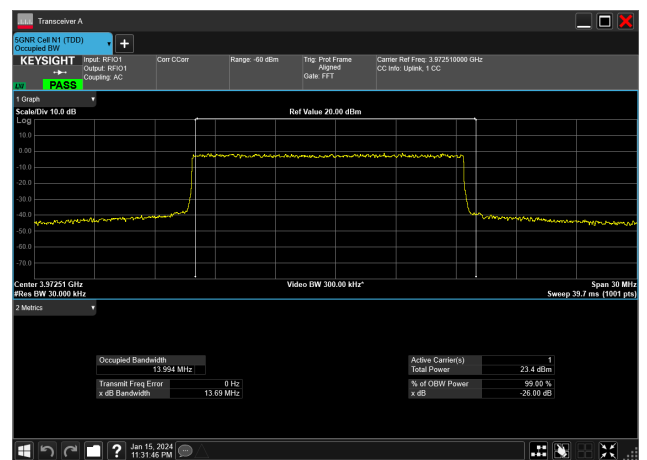 Transceiver A
5GNR Cell N1 (TDD)
Occupied BW
KEYSIGHT
LV
PASS
Input: RFIO1
Output: RFIO1
Coupling: AC
Corr CCorr
Range: -60 dBm
Trig: Prot Frame
Aligned
Gate: FFT
Carrier Ref Freq: 3.972510000 GHz
CC Info: Uplink, 1 CC
1 Graph
Scale/Div 10.0 dB
Ref Value 20.00 dBm
Log
10.0
0.00
-10.0
-20.0
-30.0
-40.0
-50.0
-60.0
-70.0
Center 3.97251 GHz
Video BW 300.00 kHz*
Span 30 MHz
#Res BW 30.000 kHz
Sweep 39.7 ms (1001 pts)
2 Metrics
Occupied Bandwidth
13.994 MHz
Transmit Freq Error 0 Hz
x dB Bandwidth 13.69 MHz
Active Carrier(s) 1
Total Power 23.4 dBm
% of OBW Power 99.00 %
x dB -26.00 dB
Jan 15, 2024
11:31:46 PM